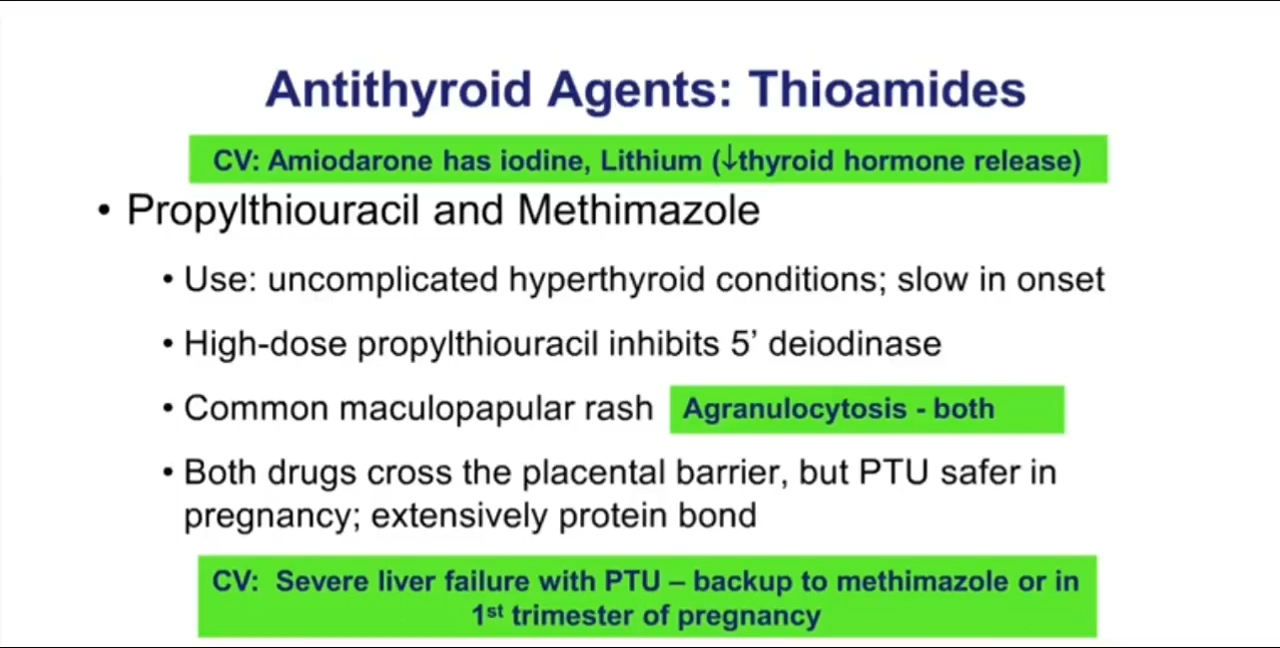 Antithyroid Agents: Thioamides
CV: Amiodarone has iodine, Lithium (↓thyroid hormone release)
• Propylthiouracil and Methimazole
• Use: uncomplicated hyperthyroid conditions; slow in onset
• High-dose propylthiouracil inhibits 5’ deiodinase
• Common maculopapular rash Agranulocytosis - both
• Both drugs cross the placental barrier, but PTU safer in
pregnancy; extensively protein bond
CV: Severe liver failure with PTU – backup to methimazole or in
1st trimester of pregnancy